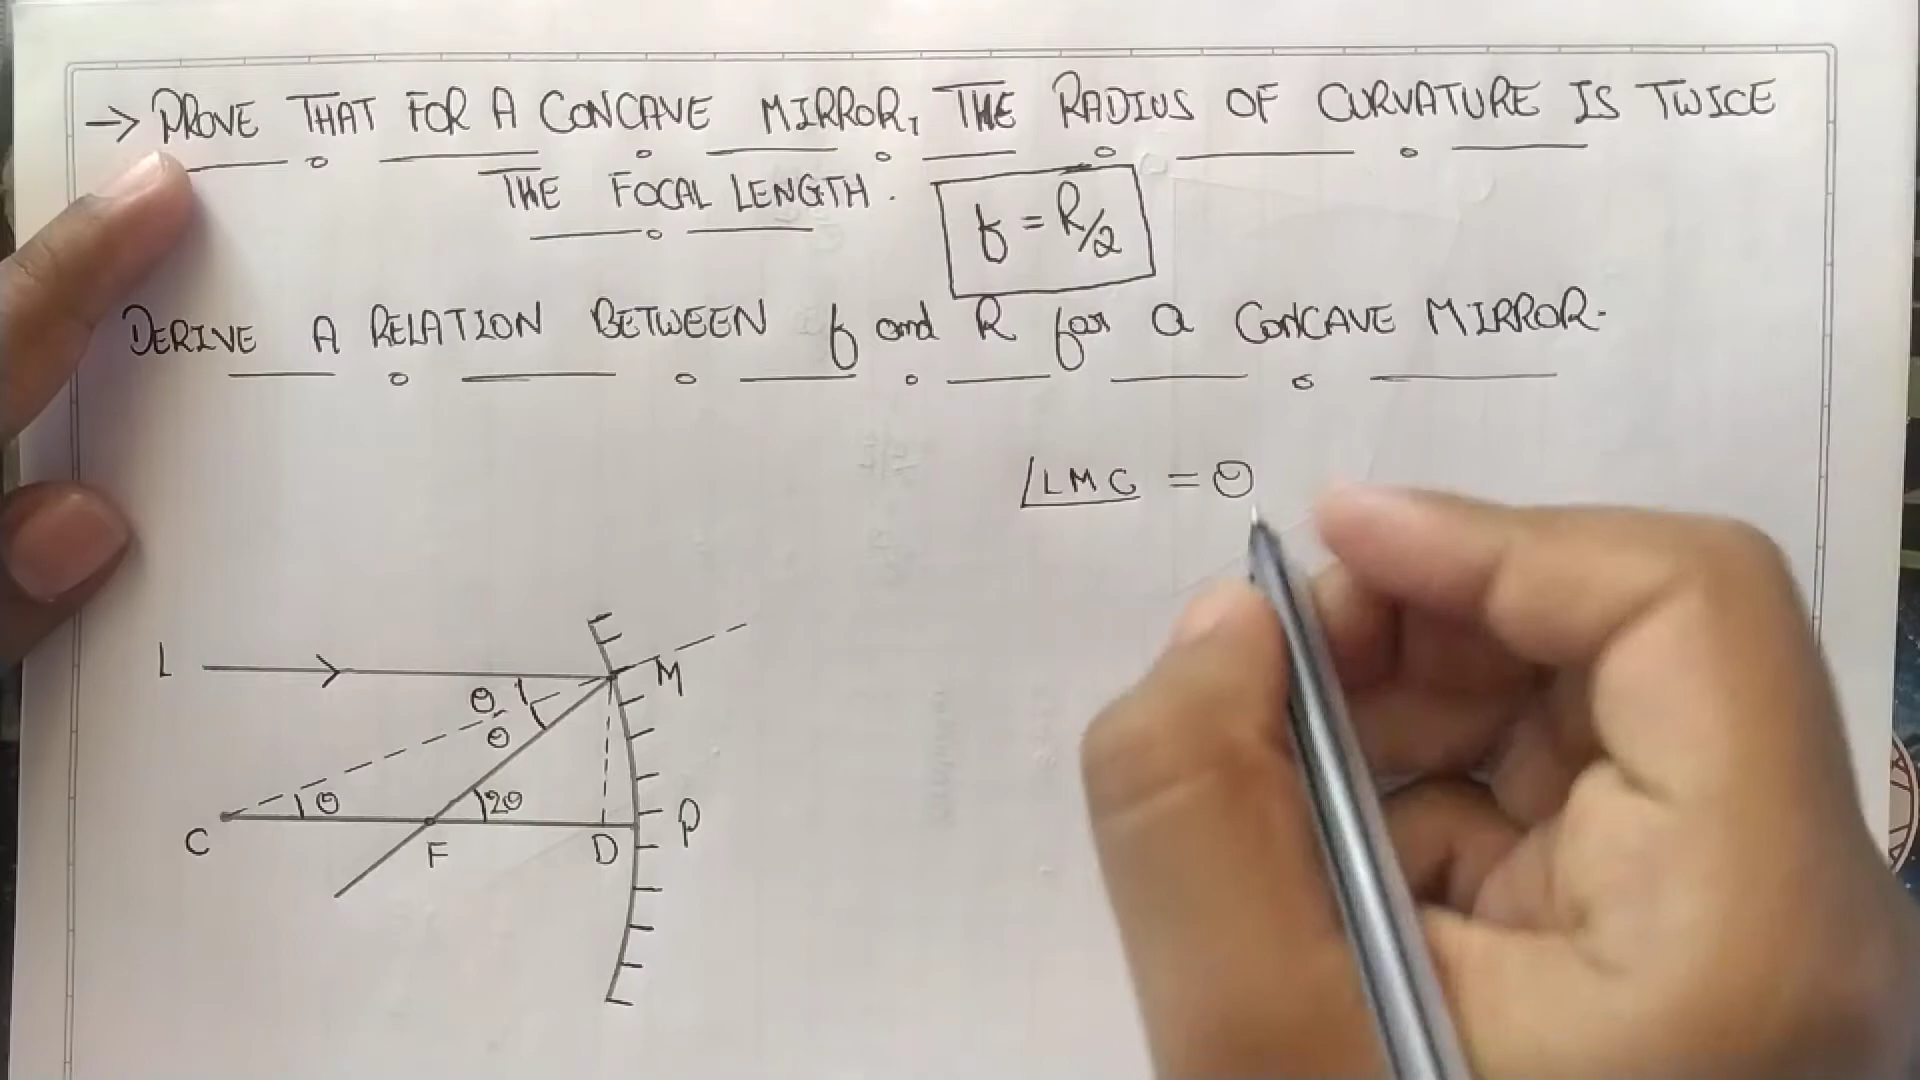 → PROVE THAT FOR A CONCAVE MIRROR, THE RADIUS OF CURVATURE IS TWICE
THE FOCAL LENGTH.
f = R/2
DERIVE A RELATION BETWEEN f and R for a CONCAVE MIRROR.
∠LMC = θ
L
M
θ
θ
θ
2θ
P
C
F
D